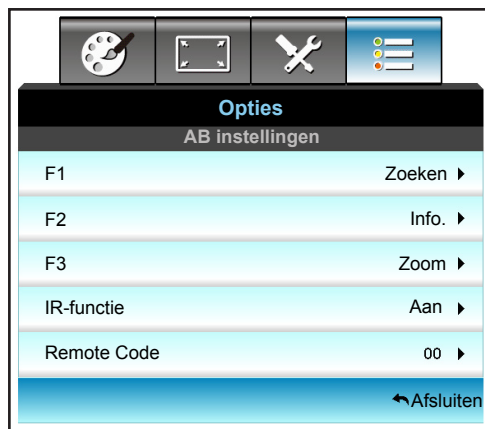 Opties
AB instellingen
F1 Zoeken
F2 Info.
F3 Zoom
IR-functie Aan
Remote Code 00
Afsluiten